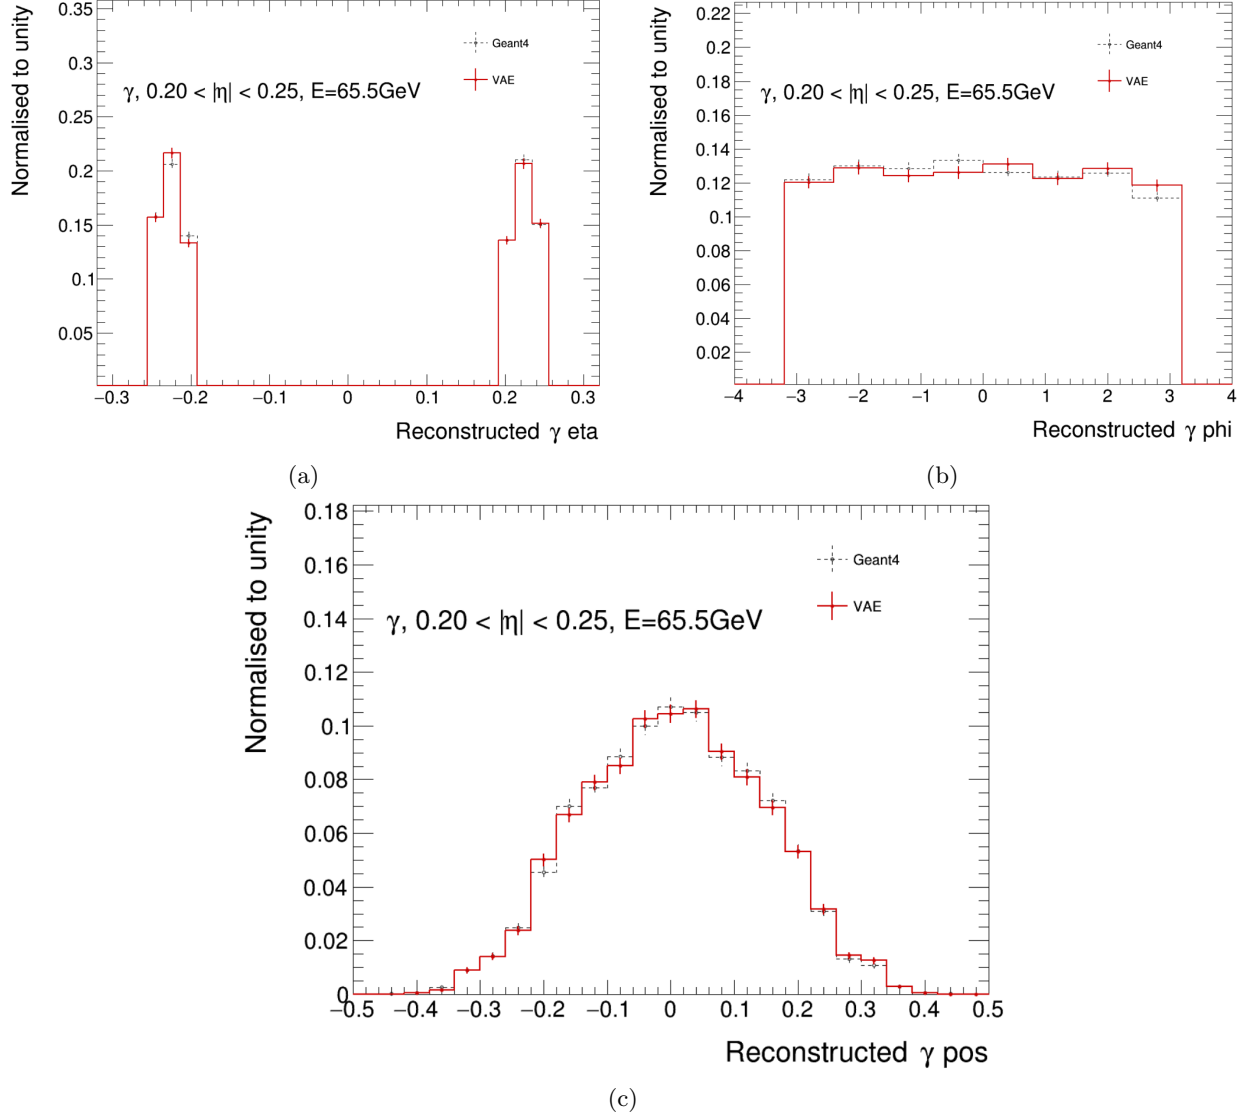 Normalised to unity
0.35
0.3
0.25
0.2
0.15
0.1
0.05
Geant4
VAE
γ, 0.20 < |η| < 0.25, E=65.5GeV
−0.3 −0.2 −0.1 0 0.1 0.2 0.3
Reconstructed γ eta
(a)
Normalised to unity
0.22
0.2
0.18
0.16
0.14
0.12
0.1
0.08
0.06
0.04
0.02
Geant4
VAE
γ, 0.20 < |η| < 0.25, E=65.5GeV
−4 −3 −2 −1 0 1 2 3 4
Reconstructed γ phi
(b)
Normalised to unity
0.18
0.16
0.14
0.12
0.1
0.08
0.06
0.04
0.02
0
Geant4
VAE
γ, 0.20 < |η| < 0.25, E=65.5GeV
−0.5 −0.4 −0.3 −0.2 −0.1 0 0.1 0.2 0.3 0.4 0.5
Reconstructed γ pos
(c)